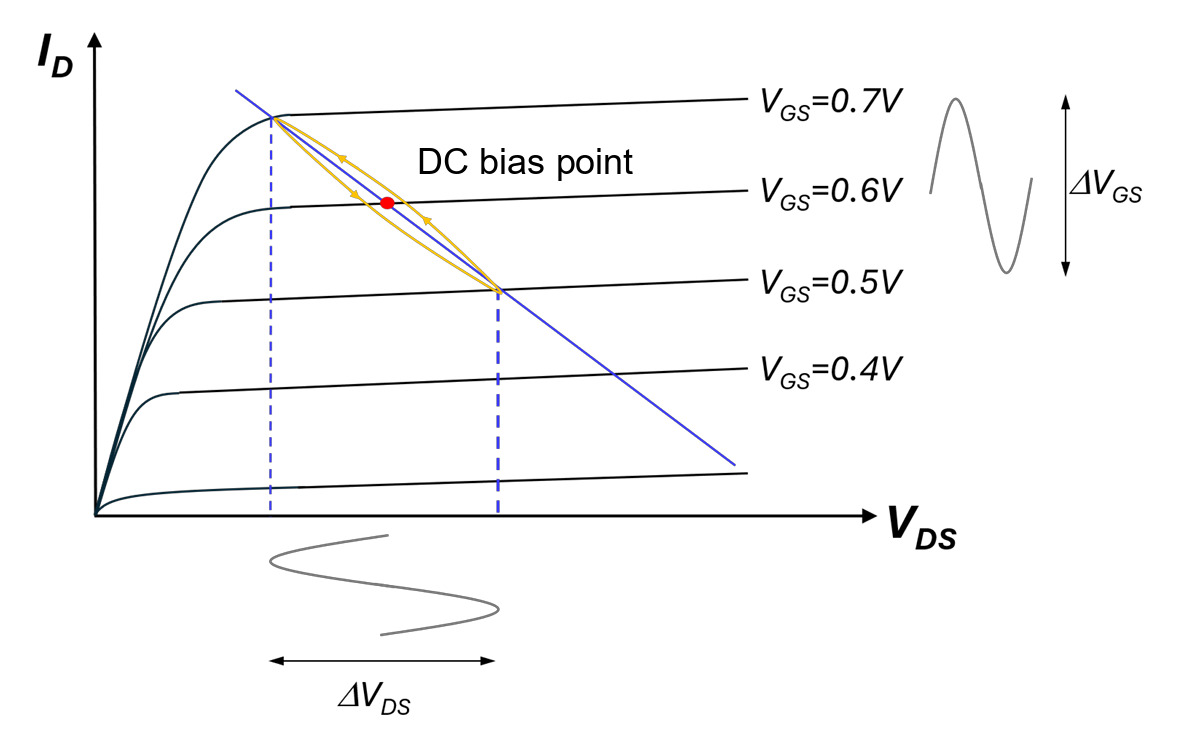 I_D
V_GS=0.7V
DC bias point
V_GS=0.6V
ΔV_GS
V_GS=0.5V
V_GS=0.4V
V_DS
ΔV_DS